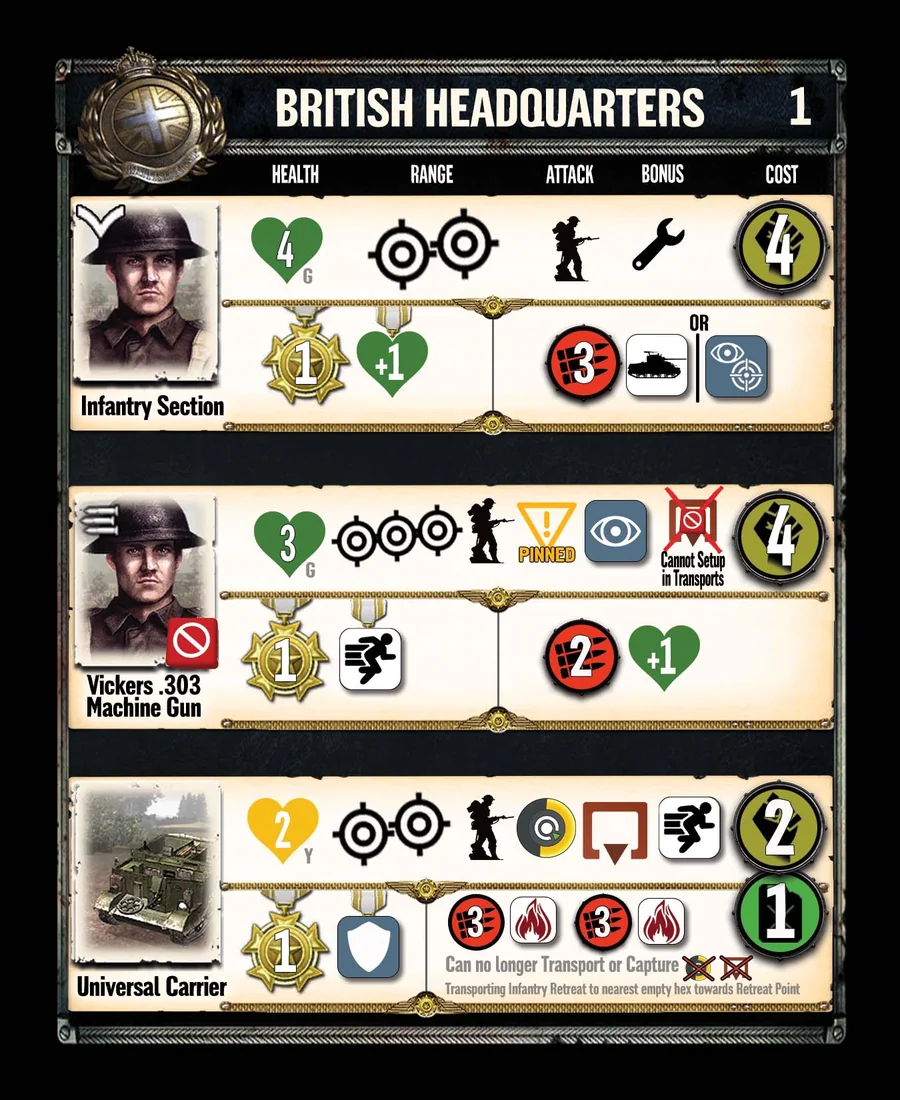 BRITISH HEADQUARTERS 1
HEALTH RANGE ATTACK BONUS COST
4 G 4
1 +1 3 OR
Infantry Section
3 G PINNED Cannot Setup
in Transports 4
1 2 +1
Vickers .303
Machine Gun
2 Y 2
1 3 3 1
Can no longer Transport or Capture
Transporting Infantry Retreat to nearest empty hex towards Retreat Point
Universal Carrier